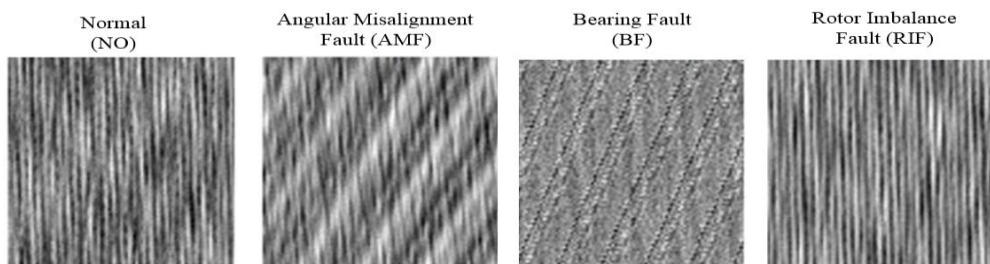 Normal
(NO)
Angular Misalignment
Fault (AMF)
Bearing Fault
(BF)
Rotor Imbalance
Fault (RIF)